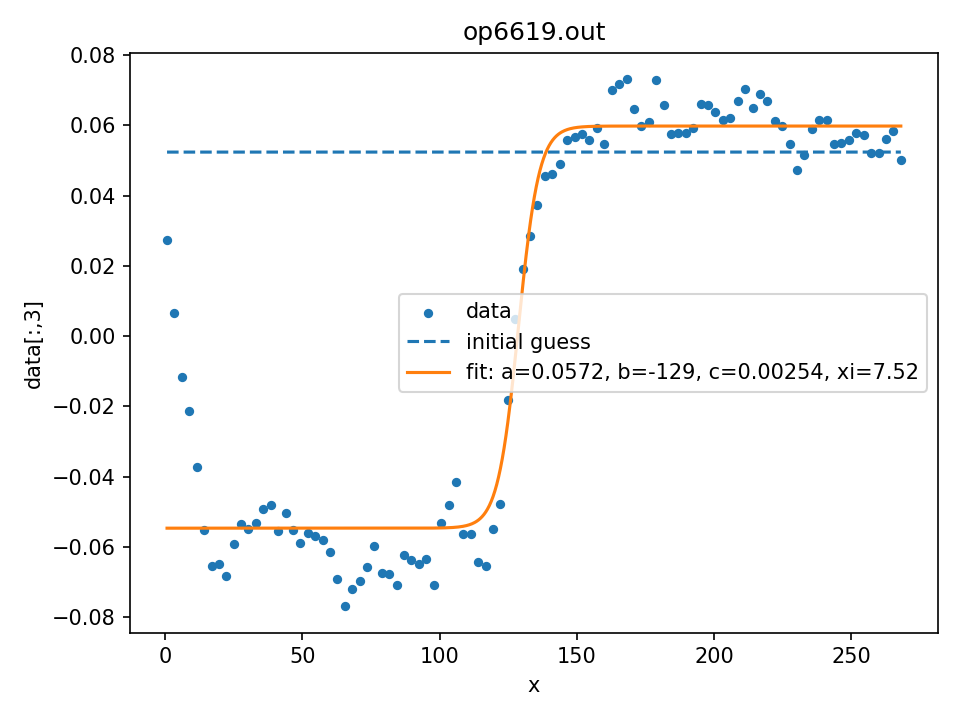 op6619.out
0.08
0.06
0.04
0.02
0.00
−0.02
−0.04
−0.06
−0.08
data[:,3]
data
initial guess
fit: a=0.0572, b=-129, c=0.00254, xi=7.52
0 50 100 150 200 250
x